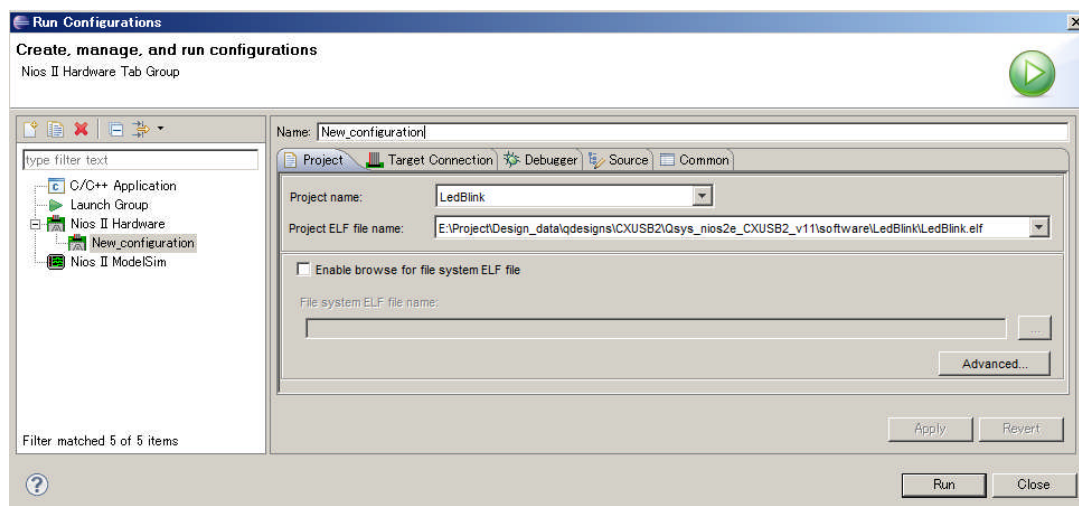 Run Configurations
Create, manage, and run configurations
Nios II Hardware Tab Group
type filter text
C/C++ Application
Launch Group
Nios II Hardware
New_configuration
Nios II ModelSim
Filter matched 5 of 5 items
Name: New_configuration
Project Target Connection Debugger Source Common
Project name: LedBlink
Project ELF file name: E:\Project\Design_data\qdesigns\CXUSB2\Qsys_nios2e_CXUSB2_v11\software\LedBlink\LedBlink.elf
Enable browse for file system ELF file
File system ELF file name:
...
Advanced...
Apply Revert
Run Close